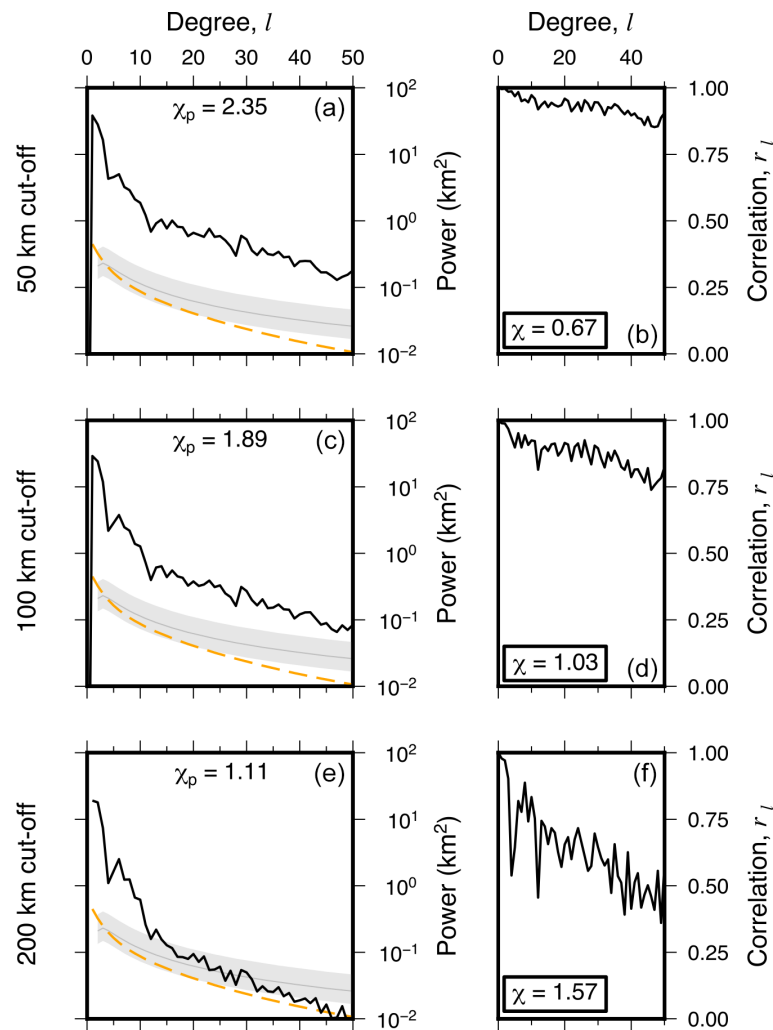 Degree, l
Degree, l
0 10 20 30 40 50
0 20 40
50 km cut-off
χp = 2.35
(a)
10²
10¹
10⁰
10⁻¹
10⁻²
Power (km²)
χ = 0.67
(b)
1.00
0.75
0.50
0.25
0.00
Correlation, r l
100 km cut-off
χp = 1.89
(c)
10²
10¹
10⁰
10⁻¹
10⁻²
Power (km²)
χ = 1.03
(d)
1.00
0.75
0.50
0.25
0.00
Correlation, r l
200 km cut-off
χp = 1.11
(e)
10²
10¹
10⁰
10⁻¹
10⁻²
Power (km²)
(f)
χ = 1.57
1.00
0.75
0.50
0.25
0.00
Correlation, r l